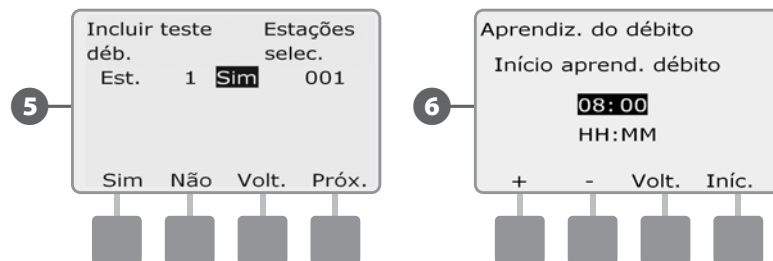 5
Incluir teste Estações
déb. selec.
Est. 1 Sim 001
Sim Não Volt. Próx.
6
Aprendiz. do débito
Início aprend. débito
08:00
HH:MM
+ - Volt. Iníc.